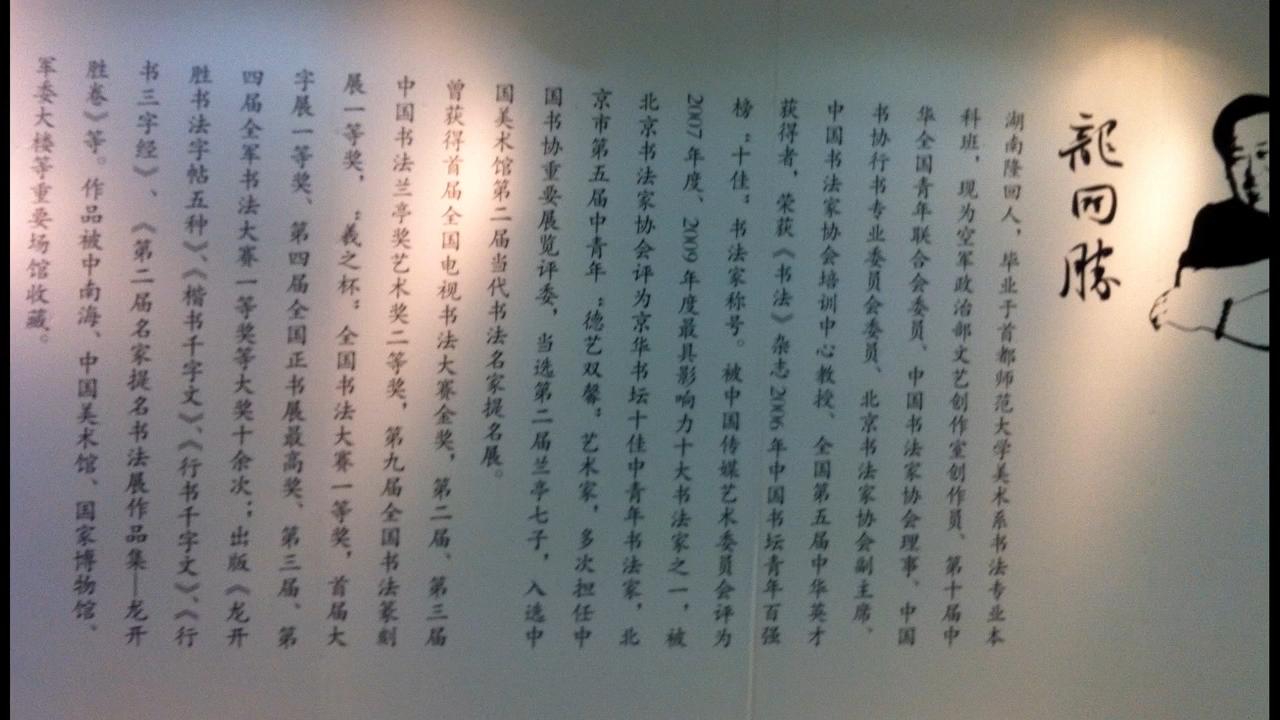 龍開勝
湖南隆回人，毕业于首都师范大学美术系书法专业本
科班，现为空军政治部文艺创作室创作员、第十届中
华全国青年联合会委员、中国书法家协会理事、中国
书协行书专业委员会委员、北京书法家协会副主席、
中国书法家协会培训中心教授、全国第五届中华英才
获得者，荣获《书法》杂志2006年中国书坛青年百强
榜“十佳”书法家称号。被中国传媒艺术委员会评为
2007年度、2009年度最具影响力十大书法家之一，被
北京书法家协会评为京华书坛十佳中青年书法家，北
京市第五届中青年“德艺双馨”艺术家，多次担任中
国书协重要展览评委，当选第二届兰亭七子，入选中
国美术馆第二届当代书法名家提名展。
曾获得首届全国电视书法大赛金奖，第二届、第三届
中国书法兰亭奖艺术奖二等奖，第九届全国书法篆刻
展一等奖，“羲之杯”全国书法大赛一等奖，首届大
字展一等奖、第四届全国正书展最高奖、第三届、第
四届全军书法大赛一等奖等大奖十余次；出版《龙开
胜书法字帖五种》、《楷书千字文》、《行书千字文》、《行
书三字经》、《第二届名家提名书法展作品集—龙开
胜卷》等。作品被中南海、中国美术馆、国家博物馆、
军委大楼等重要场馆收藏。